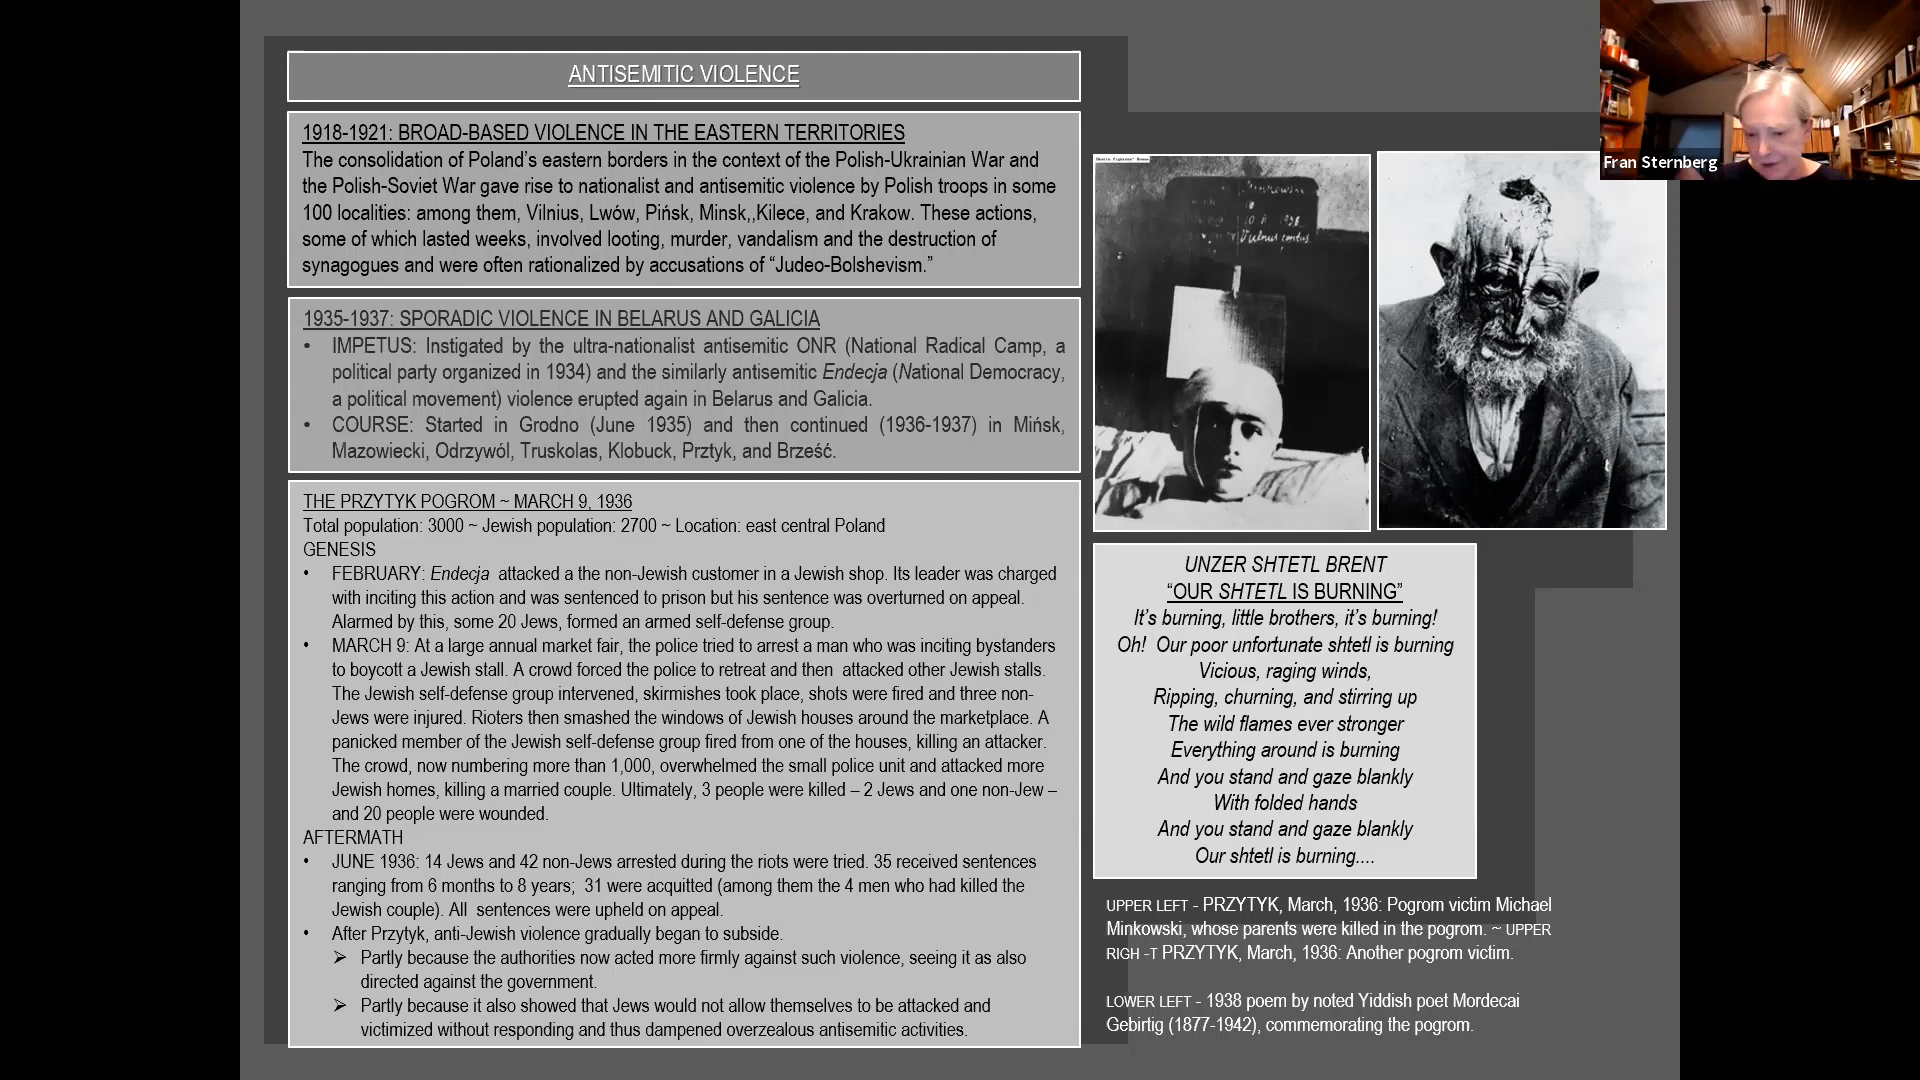 ANTISEMITIC VIOLENCE
1918-1921: BROAD-BASED VIOLENCE IN THE EASTERN TERRITORIES
The consolidation of Poland's eastern borders in the context of the Polish-Ukrainian War and
the Polish-Soviet War gave rise to nationalist and antisemitic violence by Polish troops in some
100 localities: among them, Vilnius, Lwów, Pińsk, Minsk,,Kilece, and Krakow. These actions,
some of which lasted weeks, involved looting, murder, vandalism and the destruction of
synagogues and were often rationalized by accusations of “Judeo-Bolshevism.”
1935-1937: SPORADIC VIOLENCE IN BELARUS AND GALICIA
• IMPETUS: Instigated by the ultra-nationalist antisemitic ONR (National Radical Camp, a
political party organized in 1934) and the similarly antisemitic Endecja (National Democracy,
a political movement) violence erupted again in Belarus and Galicia.
• COURSE: Started in Grodno (June 1935) and then continued (1936-1937) in Mińsk,
Mazowiecki, Odrzywól, Truskolas, Klobuck, Prztyk, and Brześć.
THE PRZYTYK POGROM ~ MARCH 9, 1936
Total population: 3000 ~ Jewish population: 2700 ~ Location: east central Poland
GENESIS
• FEBRUARY: Endecja attacked a the non-Jewish customer in a Jewish shop. Its leader was charged
with inciting this action and was sentenced to prison but his sentence was overturned on appeal.
Alarmed by this, some 20 Jews, formed an armed self-defense group.
• MARCH 9: At a large annual market fair, the police tried to arrest a man who was inciting bystanders
to boycott a Jewish stall. A crowd forced the police to retreat and then attacked other Jewish stalls.
The Jewish self-defense group intervened, skirmishes took place, shots were fired and three non-
Jews were injured. Rioters then smashed the windows of Jewish houses around the marketplace. A
panicked member of the Jewish self-defense group fired from one of the houses, killing an attacker.
The crowd, now numbering more than 1,000, overwhelmed the small police unit and attacked more
Jewish homes, killing a married couple. Ultimately, 3 people were killed – 2 Jews and one non-Jew –
and 20 people were wounded.
AFTERMATH
• JUNE 1936: 14 Jews and 42 non-Jews arrested during the riots were tried. 35 received sentences
ranging from 6 months to 8 years; 31 were acquitted (among them the 4 men who had killed the
Jewish couple). All sentences were upheld on appeal.
• After Przytyk, anti-Jewish violence gradually began to subside.
➢ Partly because the authorities now acted more firmly against such violence, seeing it as also
directed against the government.
➢ Partly because it also showed that Jews would not allow themselves to be attacked and
victimized without responding and thus dampened overzealous antisemitic activities.
Fran Sternberg
UNZER SHTETL BRENT
“OUR SHTETL IS BURNING”
It's burning, little brothers, it's burning!
Oh! Our poor unfortunate shtetl is burning
Vicious, raging winds,
Ripping, churning, and stirring up
The wild flames ever stronger
Everything around is burning
And you stand and gaze blankly
With folded hands
And you stand and gaze blankly
Our shtetl is burning....
UPPER LEFT - PRZYTYK, March, 1936: Pogrom victim Michael
Minkowski, whose parents were killed in the pogrom. ~ UPPER
RIGH -T PRZYTYK, March, 1936: Another pogrom victim.
LOWER LEFT - 1938 poem by noted Yiddish poet Mordecai
Gebirtig (1877-1942), commemorating the pogrom.